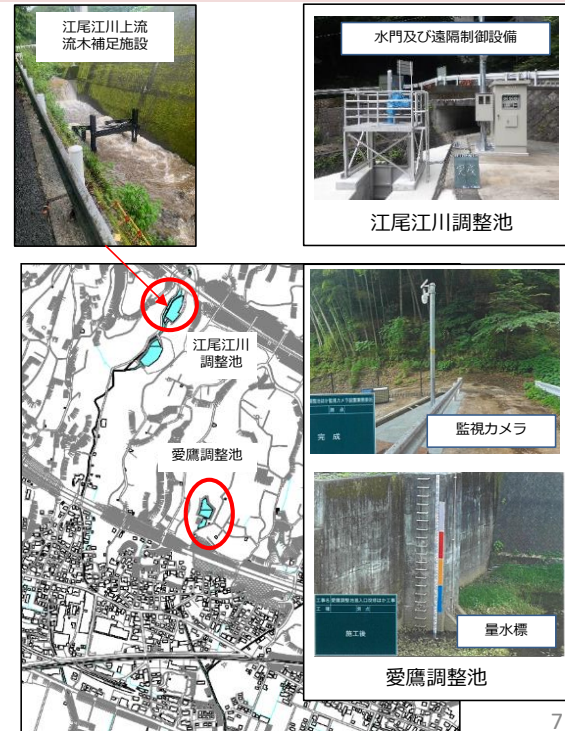 江尾江川上流
流木補足施設
水門及び遠隔制御設備
江尾江川調整池
江尾江川
調整池
愛鷹調整池
完 成
監視カメラ
施工後
量水標
愛鷹調整池
7